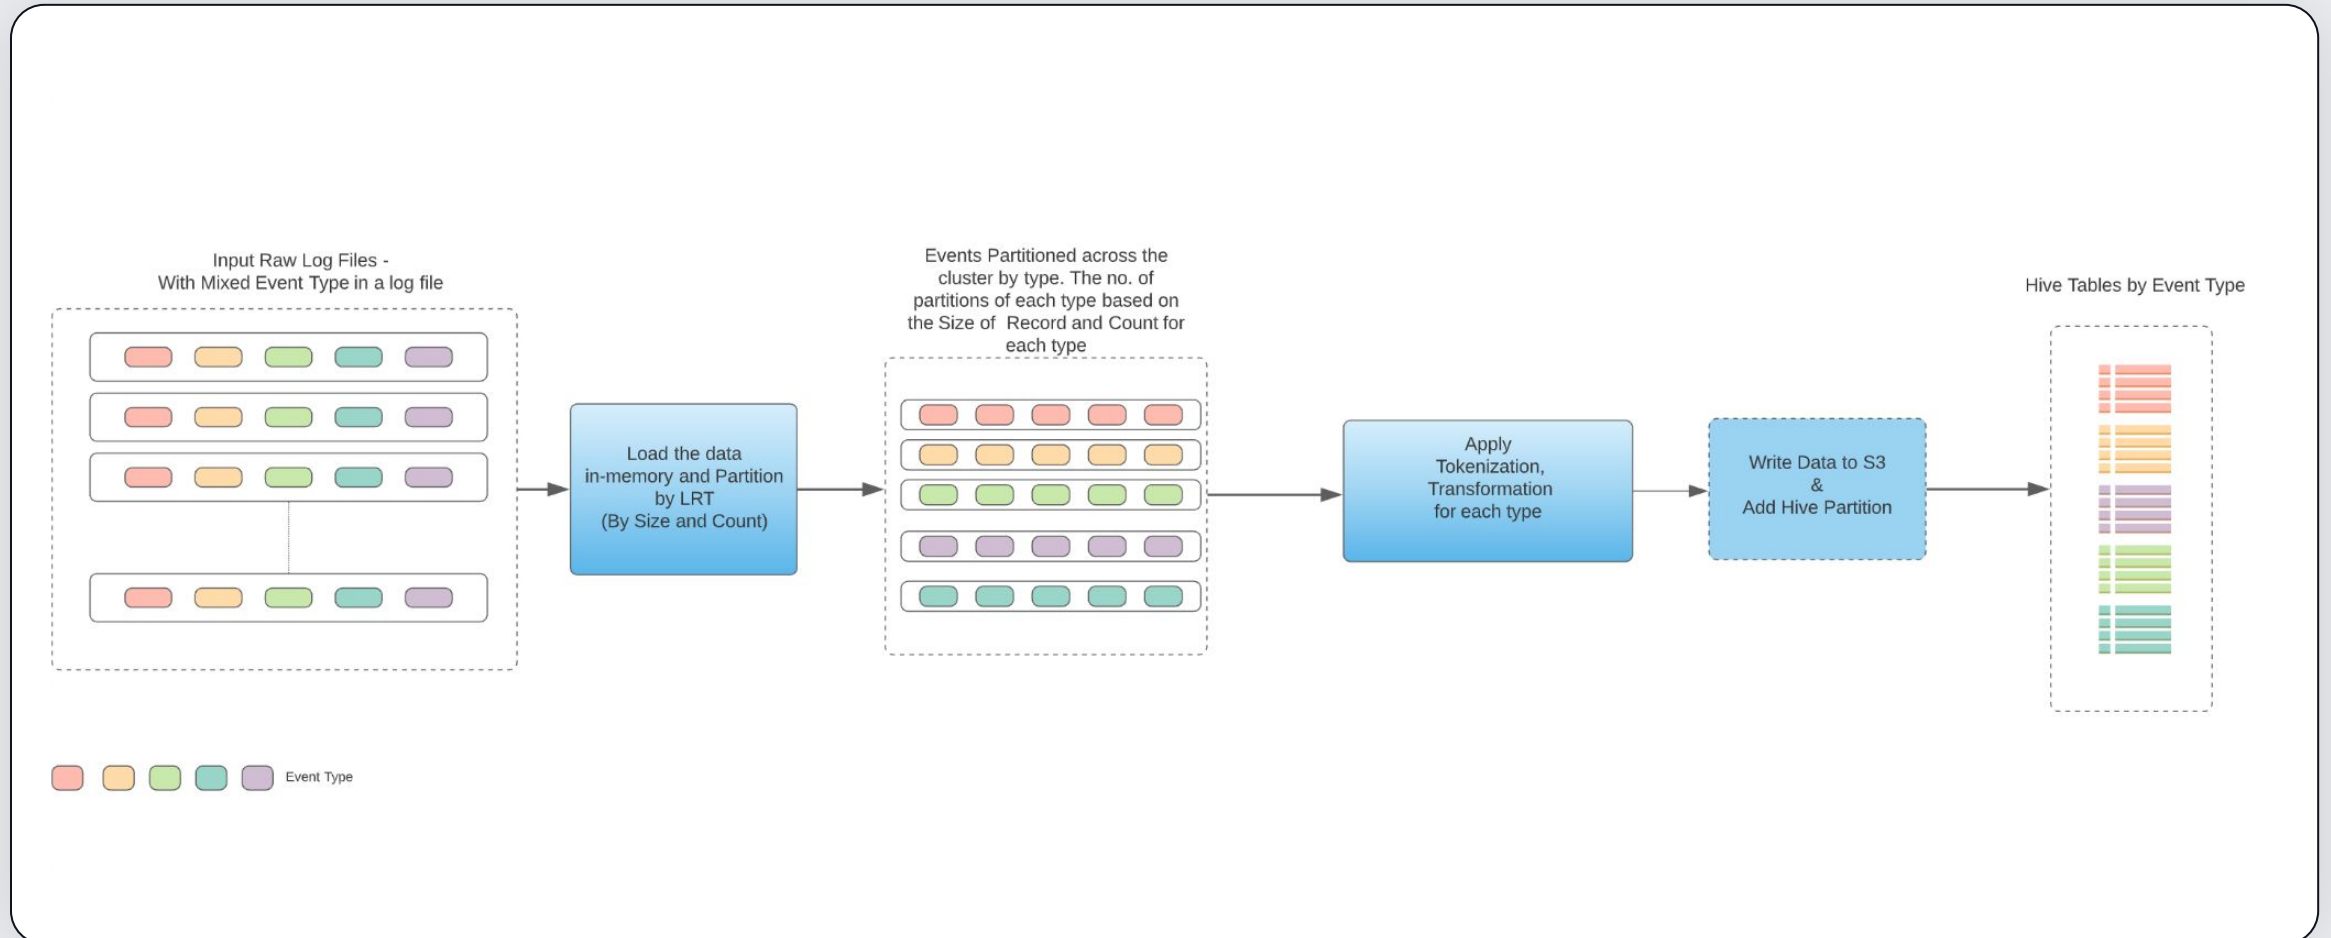 Input Raw Log Files -
With Mixed Event Type in a log file
Load the data
in-memory and Partition
by LRT
(By Size and Count)
Events Partitioned across the
cluster by type. The no. of
partitions of each type based on
the Size of  Record and Count for
each type
Apply
Tokenization,
Transformation
for each type
Write Data to S3
&
Add Hive Partition
Hive Tables by Event Type
Event Type